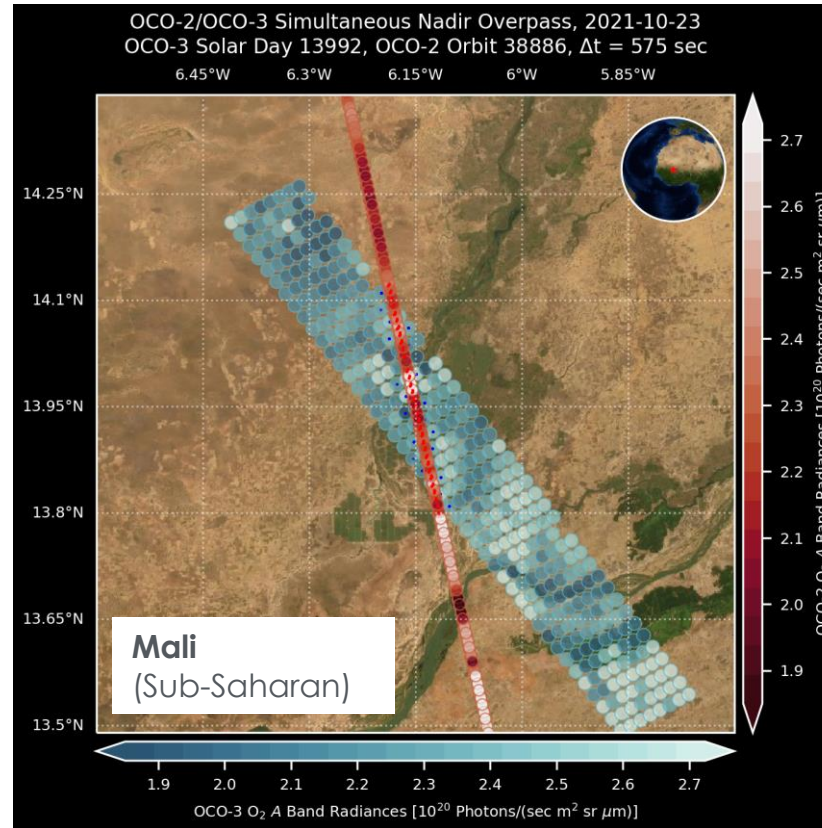 OCO-2/OCO-3 Simultaneous Nadir Overpass, 2021-10-23
OCO-3 Solar Day 13992, OCO-2 Orbit 38886, Δt = 575 sec
6.45°W 6.3°W 6.15°W 6°W 5.85°W
14.25°N
14.1°N
13.95°N
13.8°N
13.65°N
13.5°N
Mali
(Sub-Saharan)
2.7
2.6
2.5
2.4
2.3
2.2
2.1
2.0
1.9
OCO-2 O₂ A Band Radiances [10²⁰ Photons/(sec m² sr μm)]
1.9 2.0 2.1 2.2 2.3 2.4 2.5 2.6 2.7
OCO-3 O₂ A Band Radiances [10²⁰ Photons/(sec m² sr μm)]